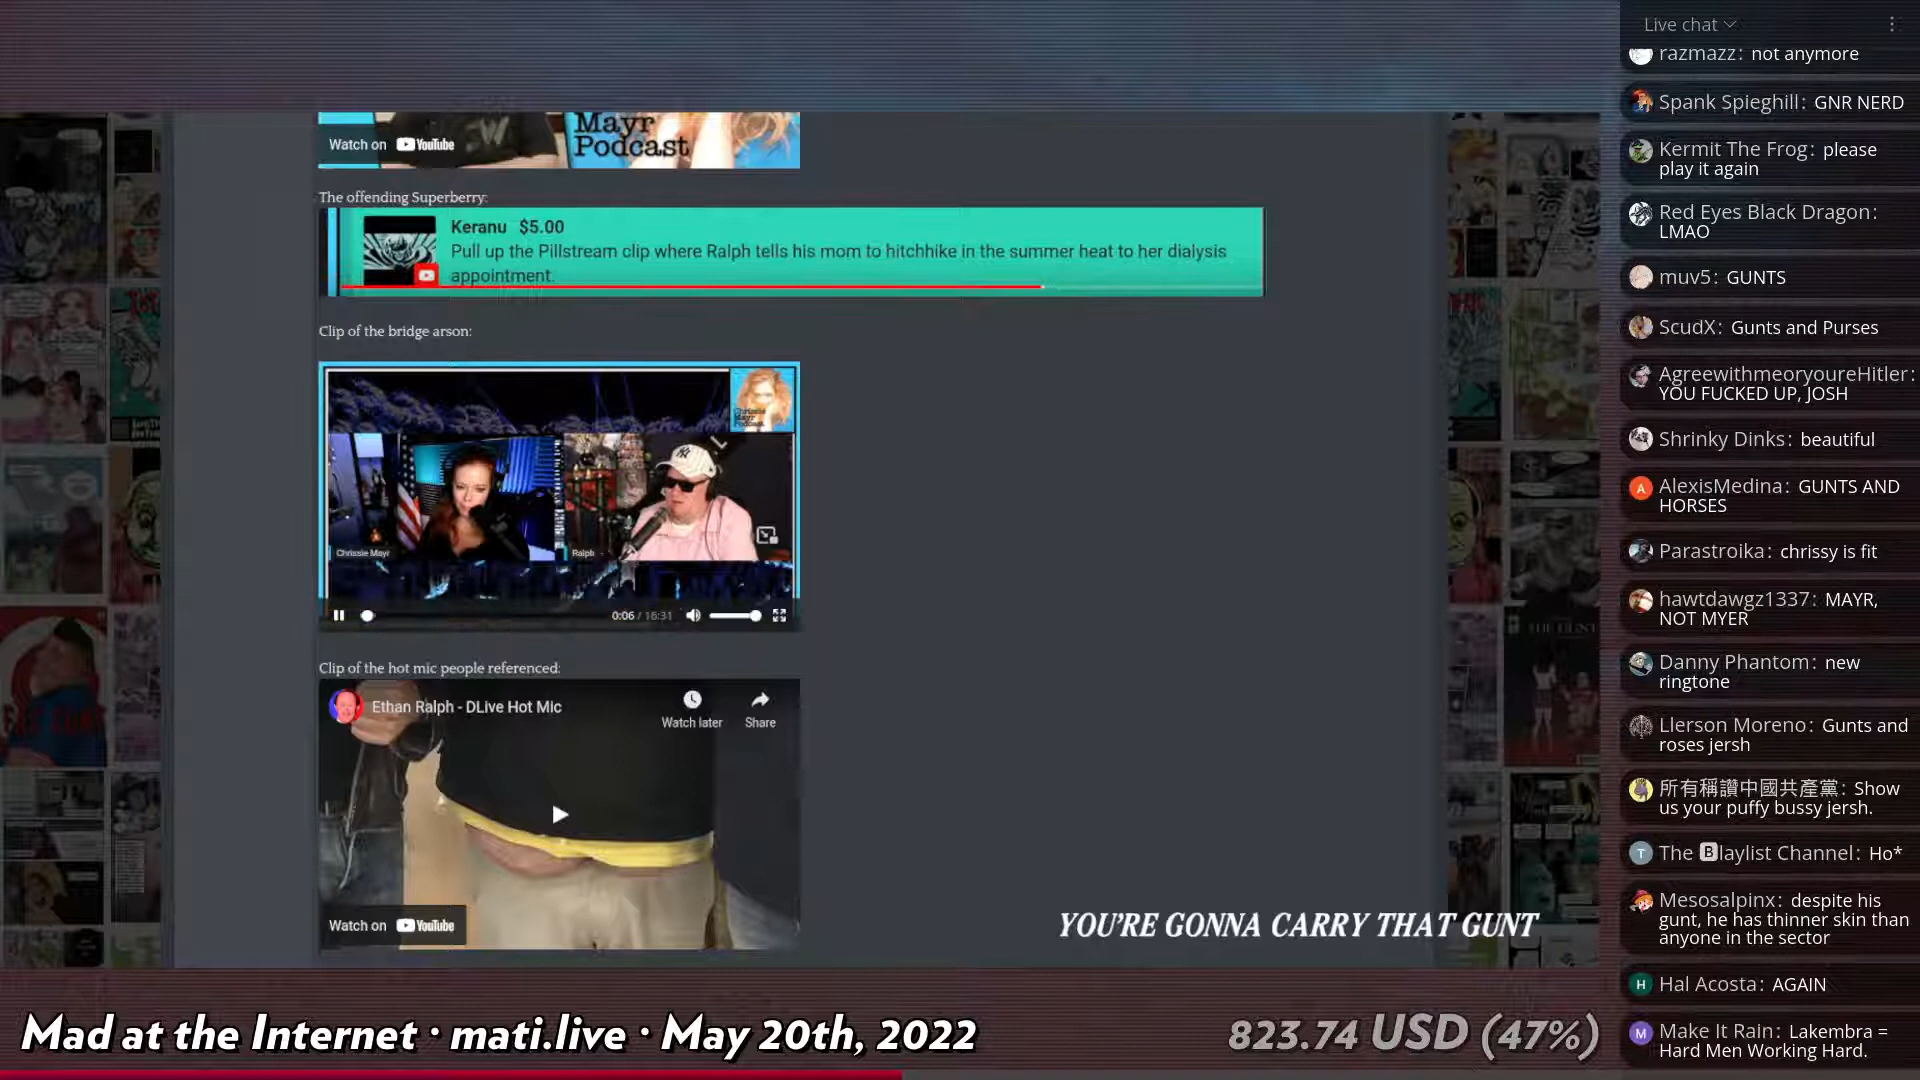 Mayr
Podcast
Watch on YouTube
The offending Superberry:
Keranu $5.00
Pull up the Pillstream clip where Ralph tells his mom to hitchhike in the summer heat to her dialysis
appointment.
Clip of the bridge arson:
Chrissie
Mayr
Podcast
Chrissie Mayr
Ralph
0:06 / 16:31
Clip of the hot mic people referenced:
Ethan Ralph - DLive Hot Mic
Watch later
Share
Watch on YouTube
YOU'RE GONNA CARRY THAT GUNT
Mad at the Internet · mati.live · May 20th, 2022
823.74 USD (47%)
Live chat
razmazz: not anymore
Spank Spieghill: GNR NERD
Kermit The Frog: please
play it again
Red Eyes Black Dragon:
LMAO
muv5: GUNTS
ScudX: Gunts and Purses
AgreewithmeoryoureHitler:
YOU FUCKED UP, JOSH
Shrinky Dinks: beautiful
A
AlexisMedina: GUNTS AND
HORSES
Parastroika: chrissy is fit
hawtdawgz1337: MAYR,
NOT MYER
Danny Phantom: new
ringtone
Llerson Moreno: Gunts and
roses jersh
所有稱讚中國共產黨: Show
us your puffy bussy jersh.
T
The 🅱laylist Channel: Ho*
Mesosalpinx: despite his
gunt, he has thinner skin than
anyone in the sector
H
Hal Acosta: AGAIN
M
Make It Rain: Lakembra =
Hard Men Working Hard.